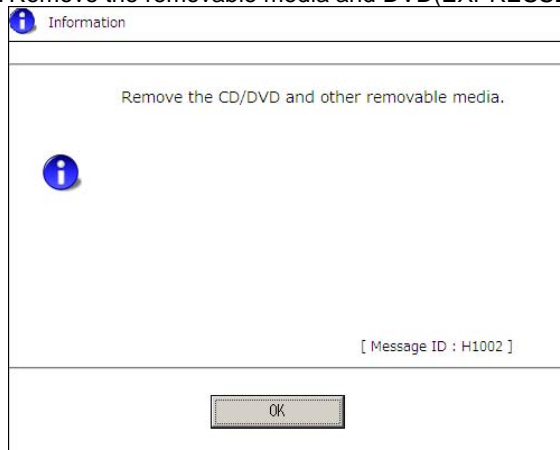 Remove the removable media and DVD(EXPRESS
Information
Remove the CD/DVD and other removable media.
[ Message ID : H1002 ]
OK